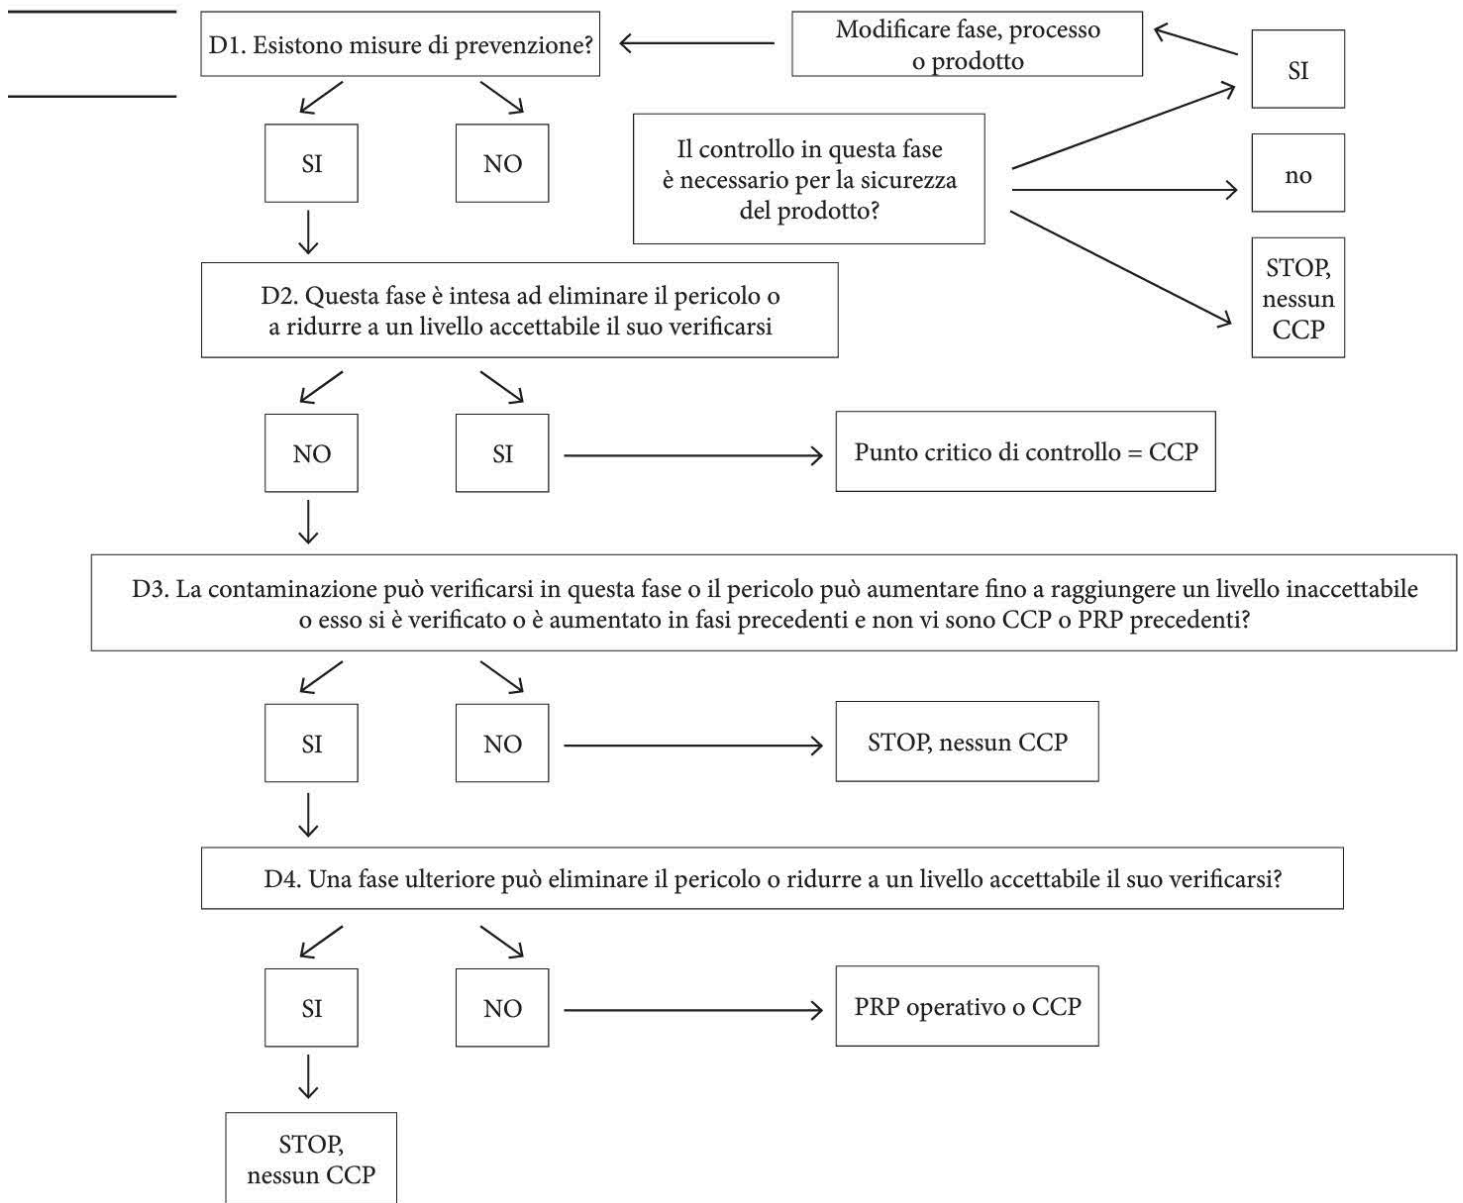 D1. Esistono misure di prevenzione?
Modificare fase, processo
o prodotto
SI
SI
NO
Il controllo in questa fase
è necessario per la sicurezza
del prodotto?
no
STOP,
nessun
CCP
D2. Questa fase è intesa ad eliminare il pericolo o
a ridurre a un livello accettabile il suo verificarsi
NO
SI
Punto critico di controllo = CCP
D3. La contaminazione può verificarsi in questa fase o il pericolo può aumentare fino a raggiungere un livello inaccettabile
o esso si è verificato o è aumentato in fasi precedenti e non vi sono CCP o PRP precedenti?
SI
NO
STOP, nessun CCP
D4. Una fase ulteriore può eliminare il pericolo o ridurre a un livello accettabile il suo verificarsi?
SI
NO
PRP operativo o CCP
STOP,
nessun CCP